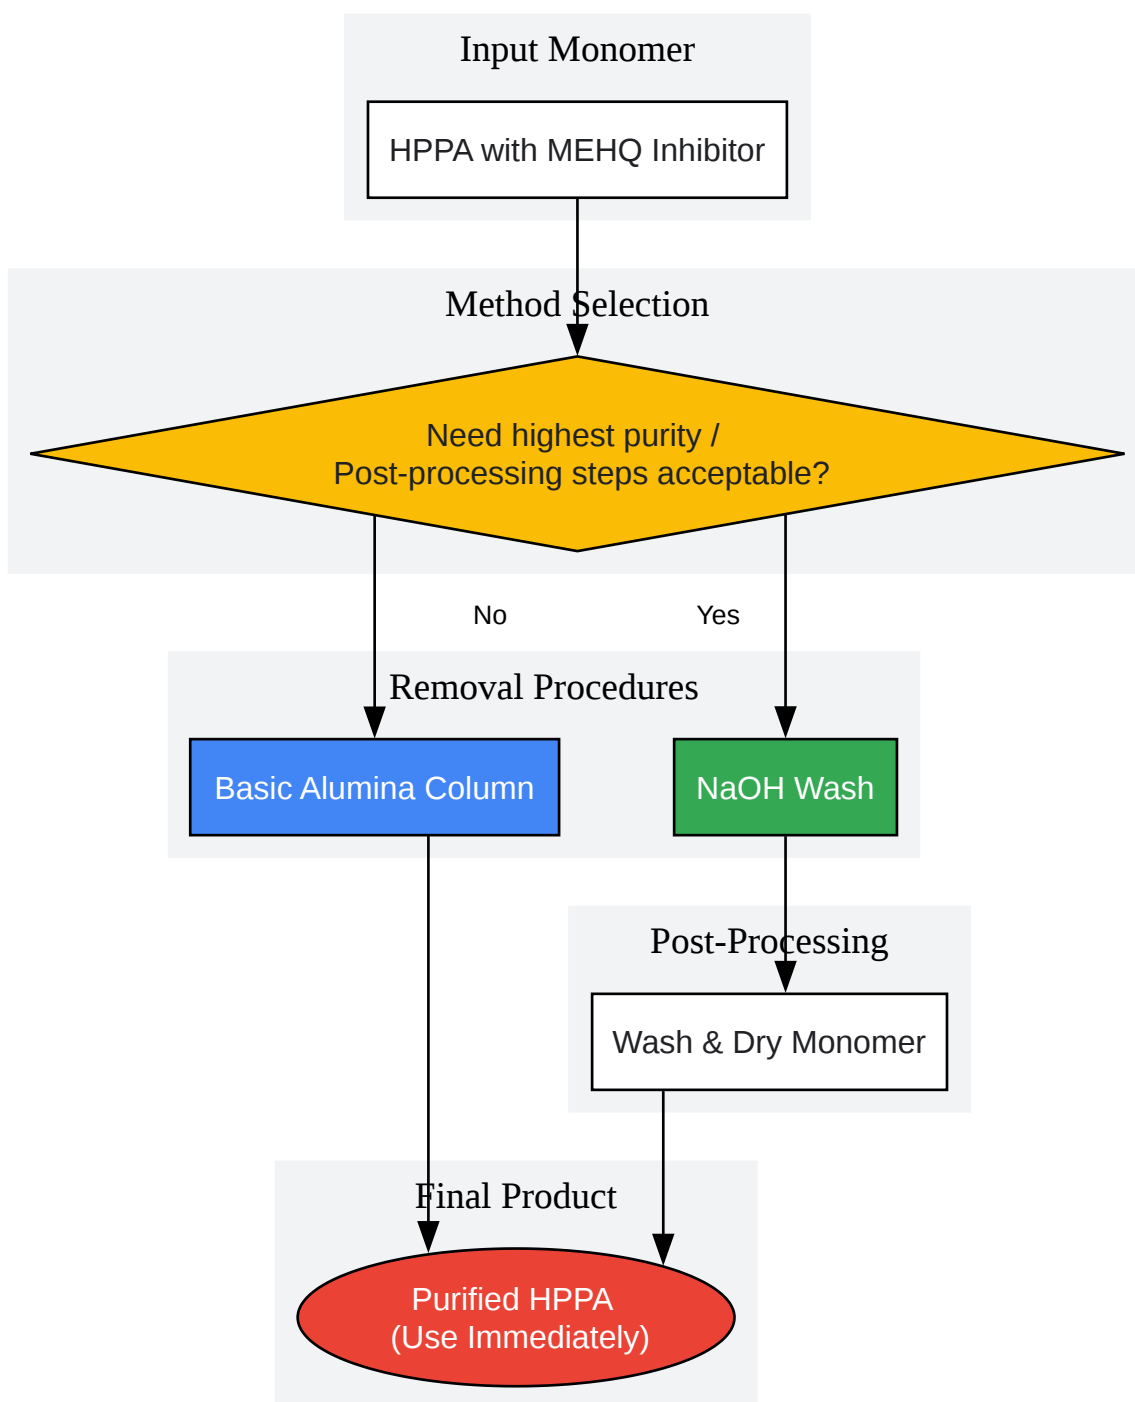 Input Monomer
HPPA with MEHQ Inhibitor
Method Selection
Need highest purity /
Post-processing steps acceptable?
No
Yes
Removal Procedures
Basic Alumina Column
NaOH Wash
Post-Processing
Wash & Dry Monomer
Final Product
Purified HPPA
(Use Immediately)